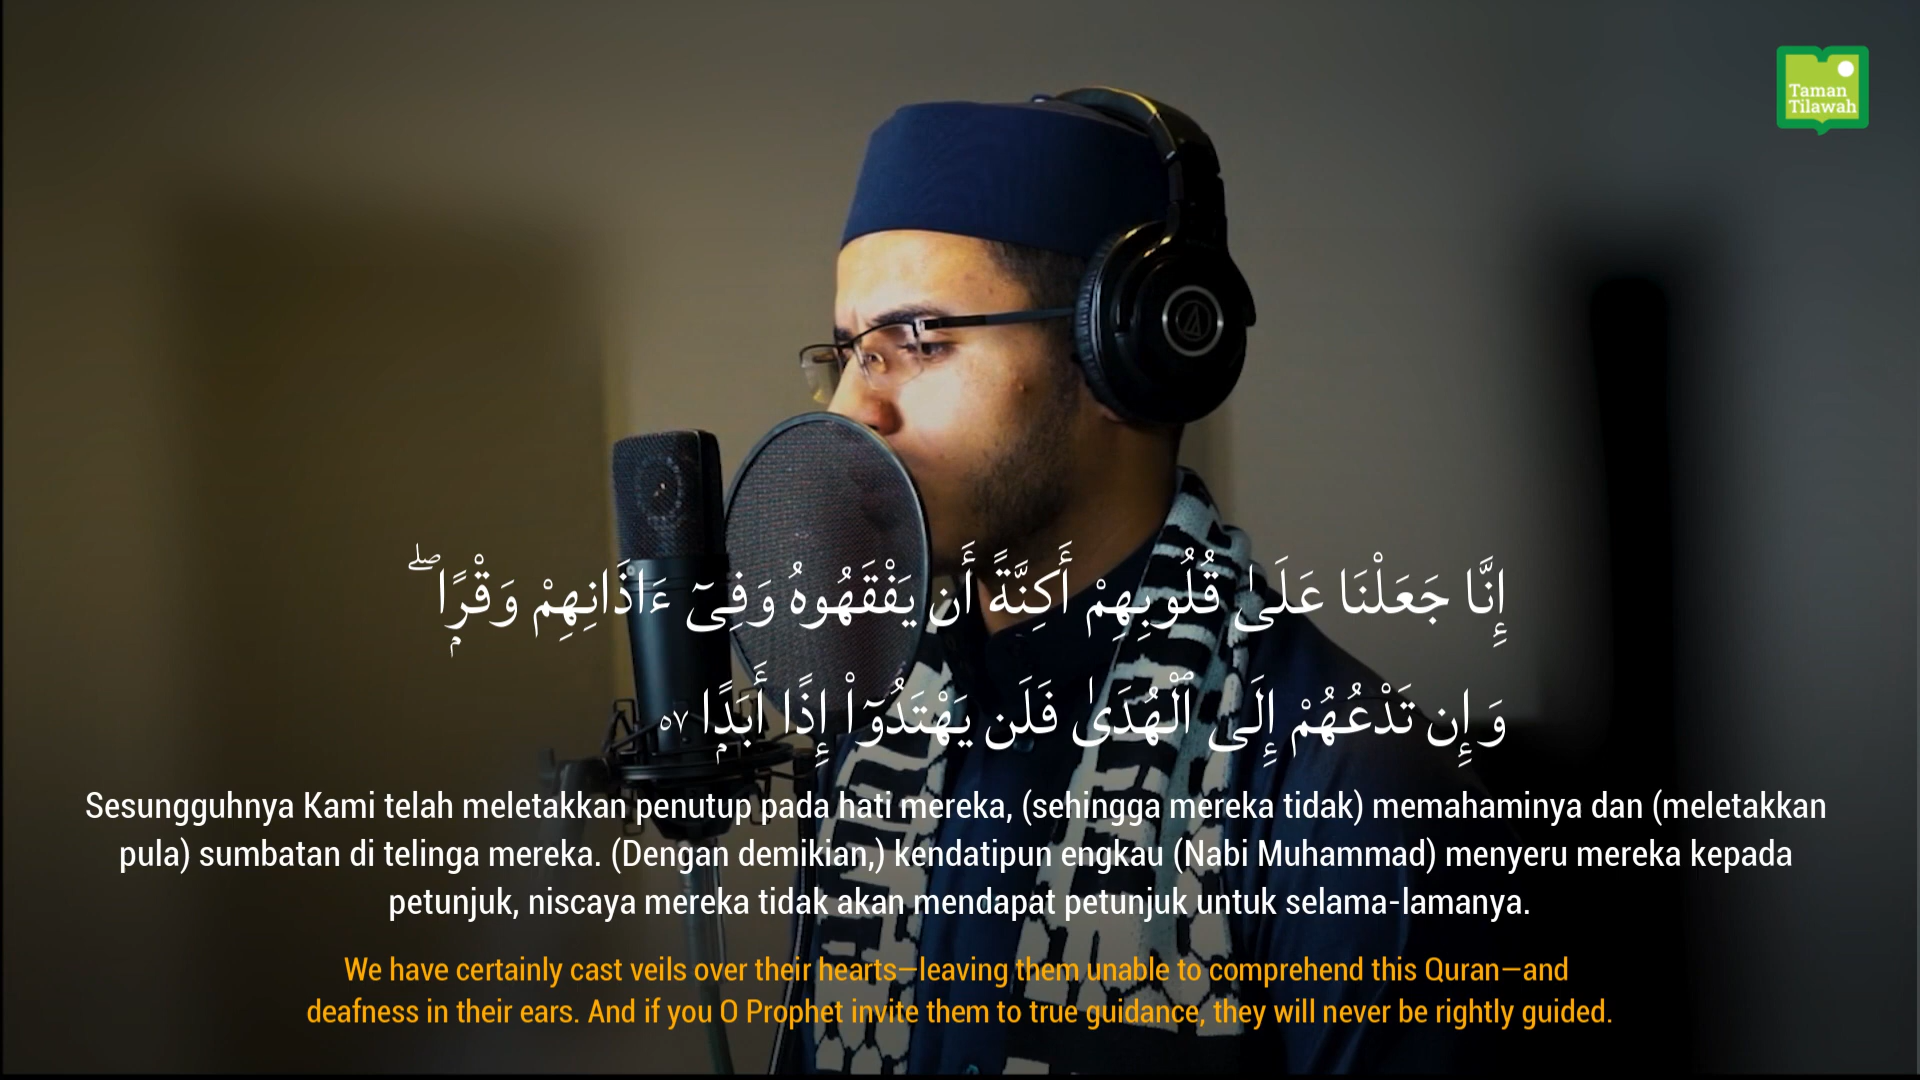 Taman
Tilawah
إِنَّا جَعَلْنَا عَلَىٰ قُلُوبِهِمْ أَكِنَّةً أَن يَفْقَهُوهُ وَفِىٓ ءَاذَانِهِمْ وَقْرًۭا ۖ
وَإِن تَدْعُهُمْ إِلَى ٱلْهُدَىٰ فَلَن يَهْتَدُوٓا۟ إِذًا أَبَدًۭا ٥٧
Sesungguhnya Kami telah meletakkan penutup pada hati mereka, (sehingga mereka tidak) memahaminya dan (meletakkan
pula) sumbatan di telinga mereka. (Dengan demikian,) kendatipun engkau (Nabi Muhammad) menyeru mereka kepada
petunjuk, niscaya mereka tidak akan mendapat petunjuk untuk selama-lamanya.
We have certainly cast veils over their hearts—leaving them unable to comprehend this Quran—and
deafness in their ears. And if you O Prophet invite them to true guidance, they will never be rightly guided.